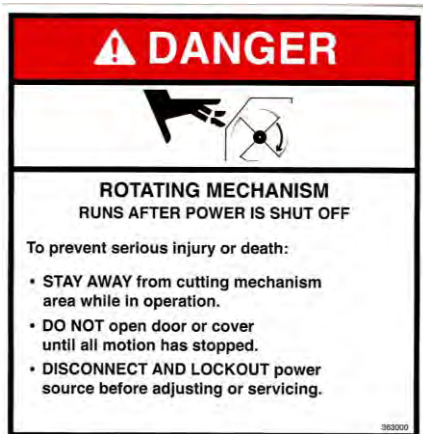 DANGER
ROTATING MECHANISM
RUNS AFTER POWER IS SHUT OFF
To prevent serious injury or death:
• STAY AWAY from cutting mechanism
area while in operation.
• DO NOT open door or cover
until all motion has stopped.
• DISCONNECT AND LOCKOUT power
source before adjusting or servicing.
363000